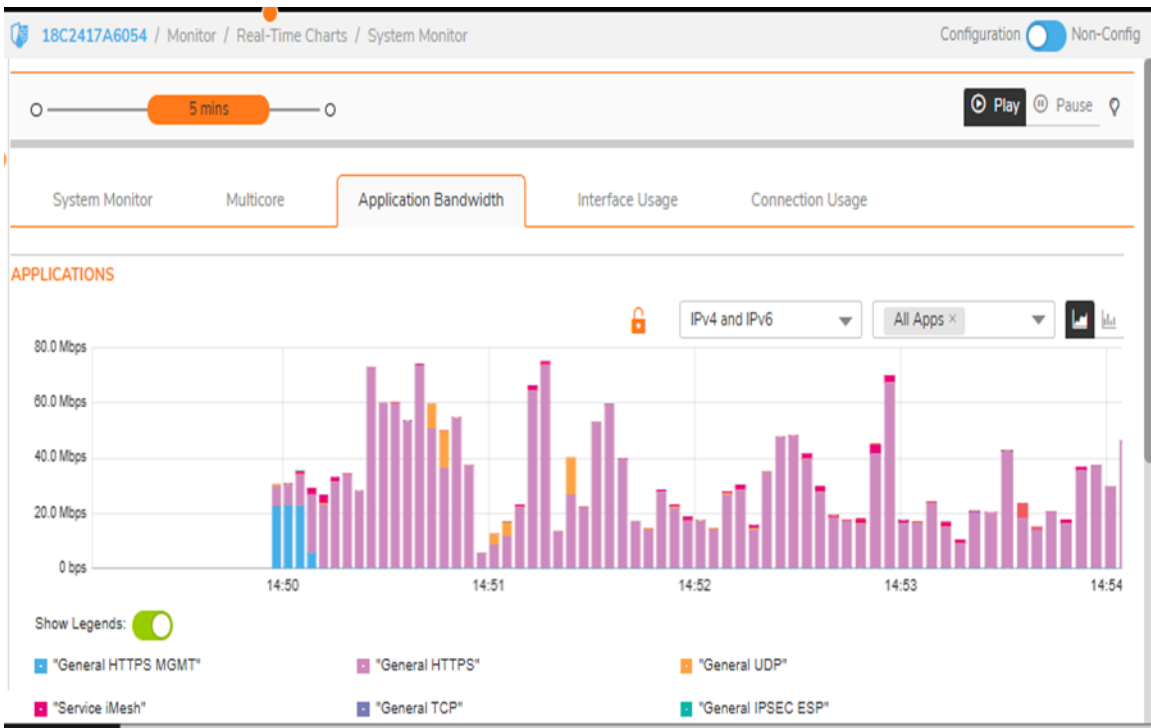 18C2417A6054 / Monitor / Real-Time Charts / System Monitor
Configuration Non-Config
5 mins
Play Pause
System Monitor Multicore Application Bandwidth Interface Usage Connection Usage
APPLICATIONS
IPv4 and IPv6 All Apps ×
80.0 Mbps
60.0 Mbps
40.0 Mbps
20.0 Mbps
0 bps
14:50 14:51 14:52 14:53 14:54
Show Legends:
"General HTTPS MGMT" "General HTTPS" "General UDP"
"Service iMesh" "General TCP" "General IPSEC ESP"